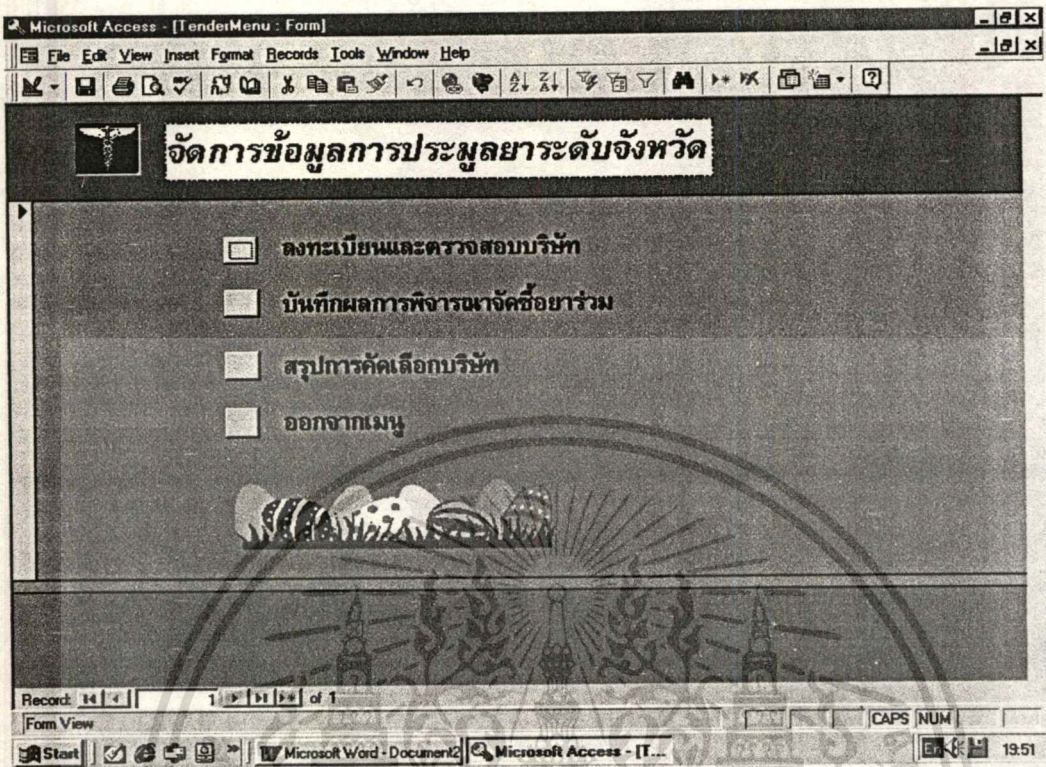 Microsoft Access - [TenderMenu : Form]
File Edit View Insert Format Records Tools Window Help
จัดการข้อมูลการประมูลยาระดับจังหวัด
ลงทะเบียนและตรวจสอบบริษัท
บันทึกผลการพิจารณาจัดซื้อยาร่วม
สรุปการคัดเลือกบริษัท
ออกจากเมนู
Record: 1 of 1
Form View CAPS NUM
Start Microsoft Word - Document2 Microsoft Access - [T... En 19:51